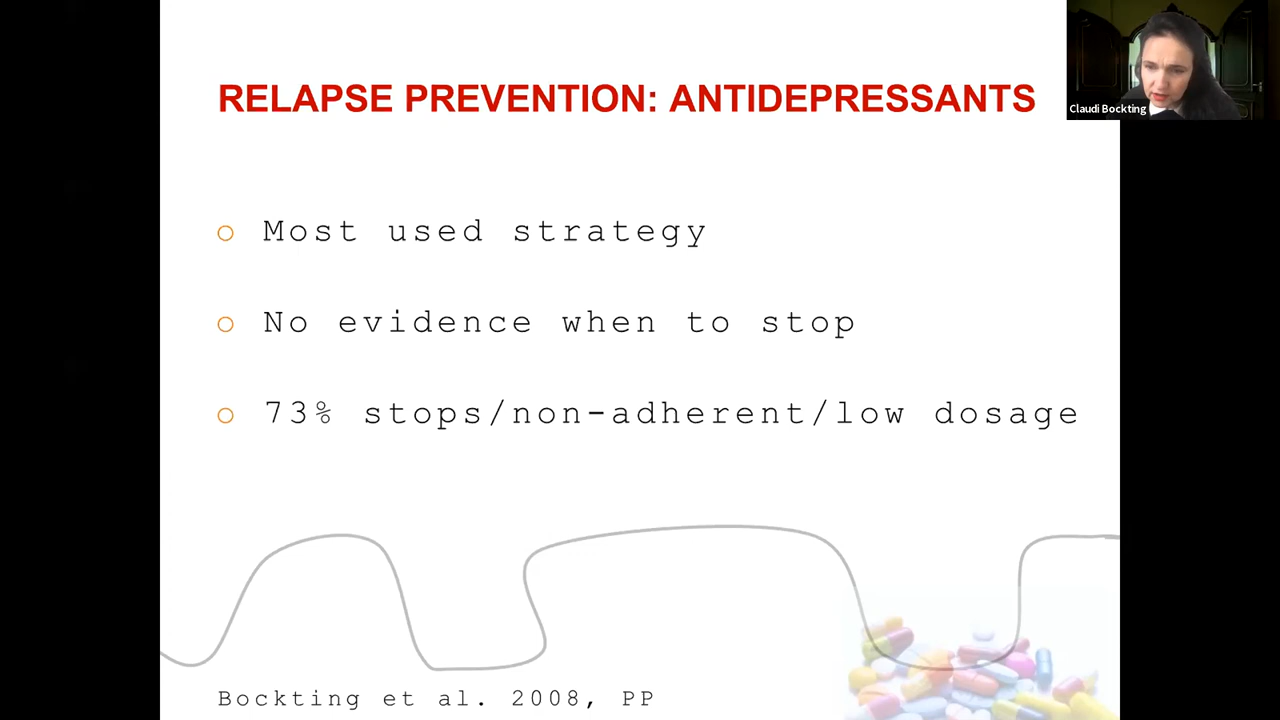 RELAPSE PREVENTION: ANTIDEPRESSANTS
Claudi Bockting
Most used strategy
No evidence when to stop
73% stops/non-adherent/low dosage
Bockting et al. 2008, PP